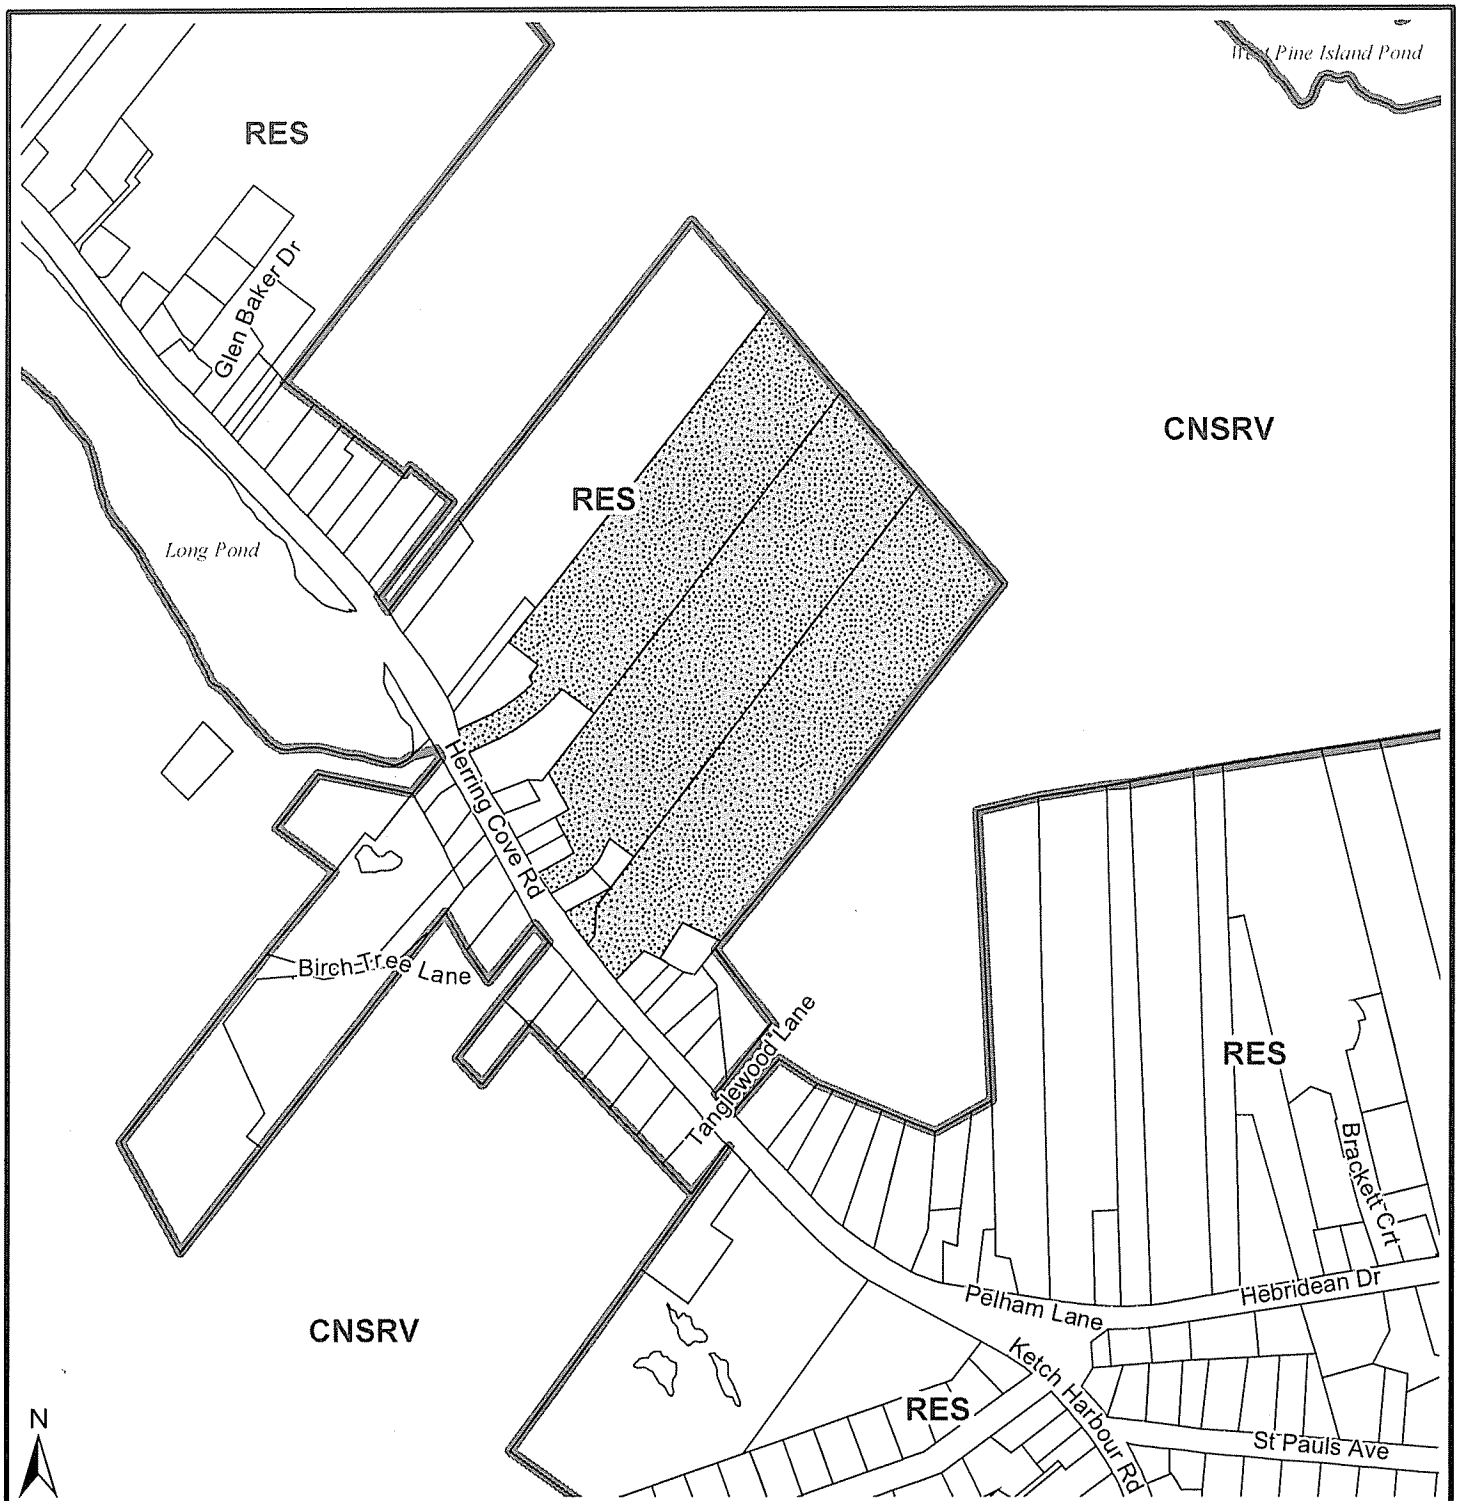 West Pine Island Pond
RES
Glen Baker Dr
CNSRV
RES
Long Pond
Herring Cove Rd
Birch Tree Lane
Tanglewood Lane
RES
Brackett Crt
Hebridean Dr
Pelham Lane
CNSRV
Ketch Harbour Rd
RES
St Pauls Ave
N